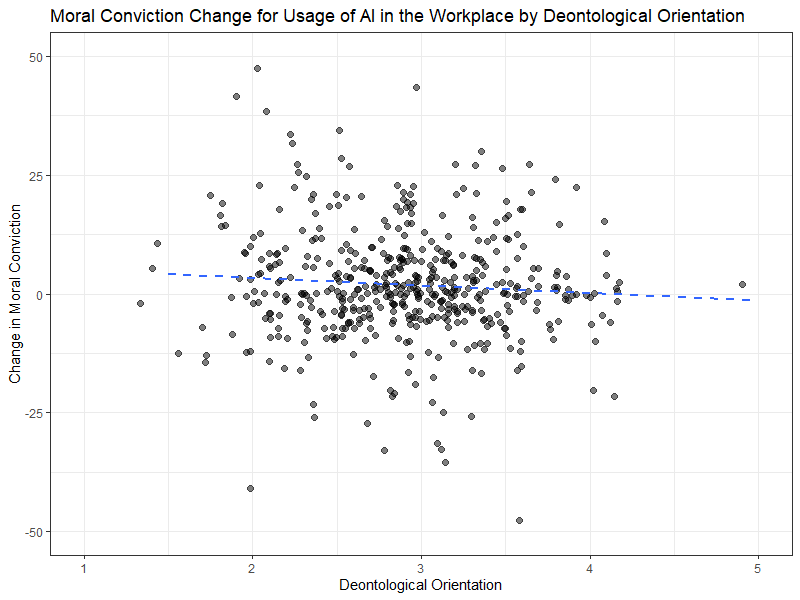 Moral Conviction Change for Usage of AI in the Workplace by Deontological Orientation
50
25
0
-25
-50
Change in Moral Conviction
1 2 3 4 5
Deontological Orientation